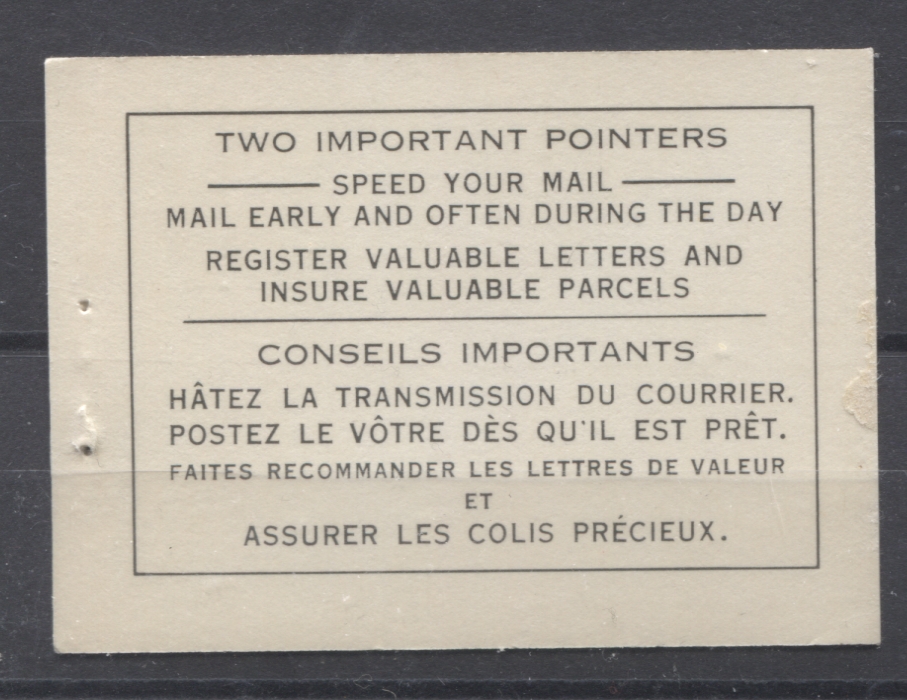 TWO IMPORTANT POINTERS
SPEED YOUR MAIL
MAIL EARLY AND OFTEN DURING THE DAY
REGISTER VALUABLE LETTERS AND
INSURE VALUABLE PARCELS
CONSEILS IMPORTANTS
HÂTEZ LA TRANSMISSION DU COURRIER.
POSTEZ LE VÔTRE DÈS QU'IL EST PRÊT.
FAITES RECOMMANDER LES LETTRES DE VALEUR
ET
ASSURER LES COLIS PRÉCIEUX.